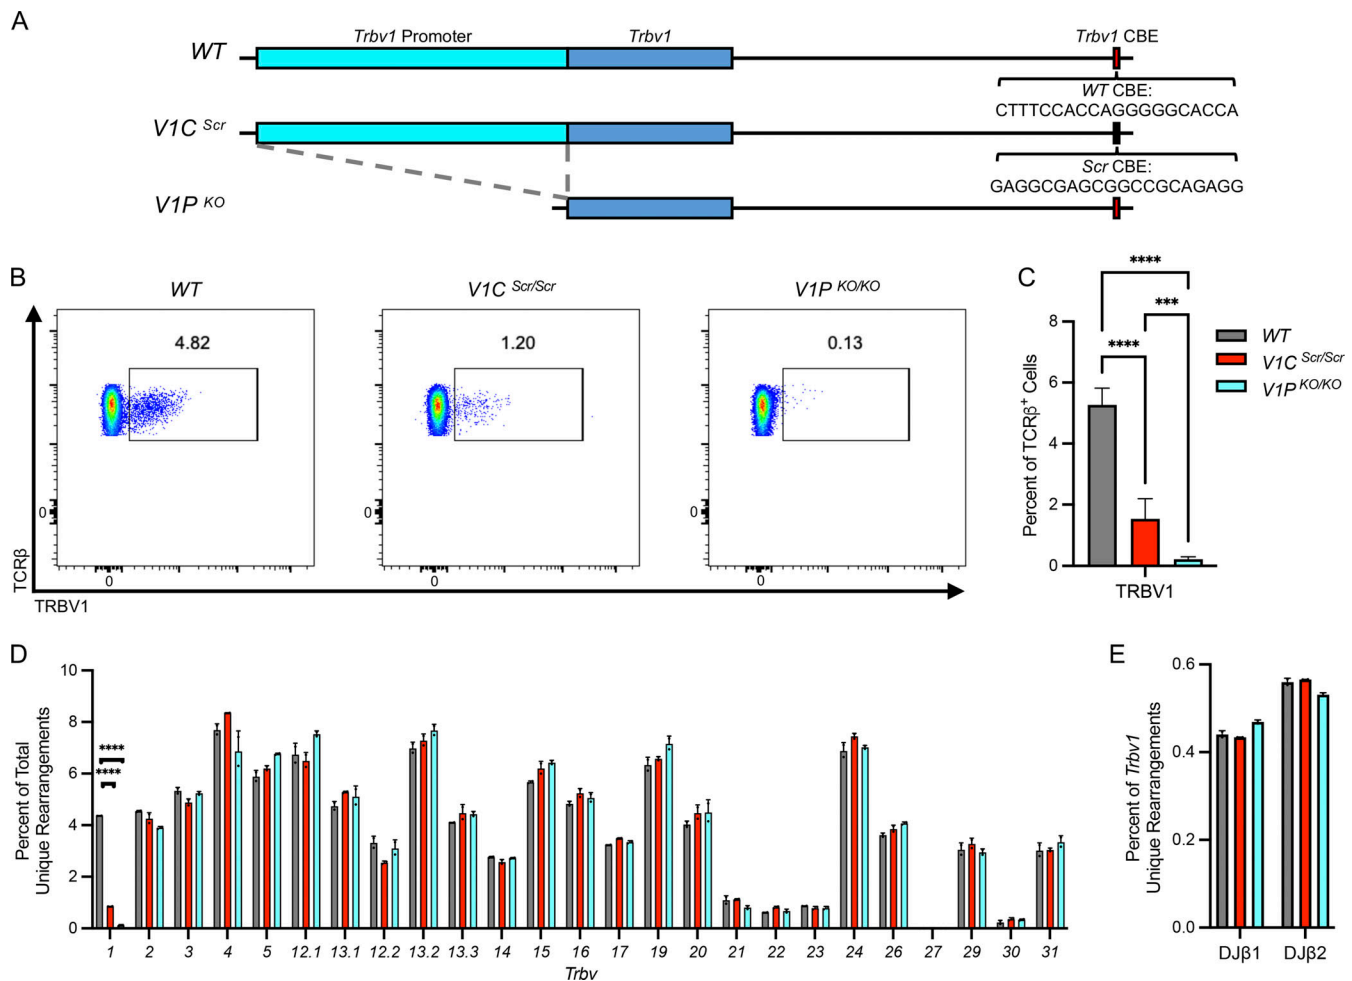 A
Trbv1 Promoter
Trbv1
Trbv1 CBE
WT
WT CBE:
CTTTCCACCAGGGGGCACCA
V1C Scr
Scr CBE:
GAGGCGAGCGGCCGCAGAGG
V1P KO
B
WT
V1C Scr/Scr
V1P KO/KO
4.82
1.20
0.13
0
0
0
0
0
0
TCRβ
TRBV1
C
****
***
****
8
6
4
2
0
Percent of TCRβ+ Cells
TRBV1
WT
V1C Scr/Scr
V1P KO/KO
D
Percent of Total
Unique Rearrangements
10
8
6
4
2
0
****
****
1 2 3 4 5 12.1 13.1 12.2 13.2 13.3 14 15 16 17 19 20 21 22 23 24 26 27 29 30 31
Trbv
E
Percent of Trbv1
Unique Rearrangements
0.6
0.4
0.2
0.0
DJβ1 DJβ2